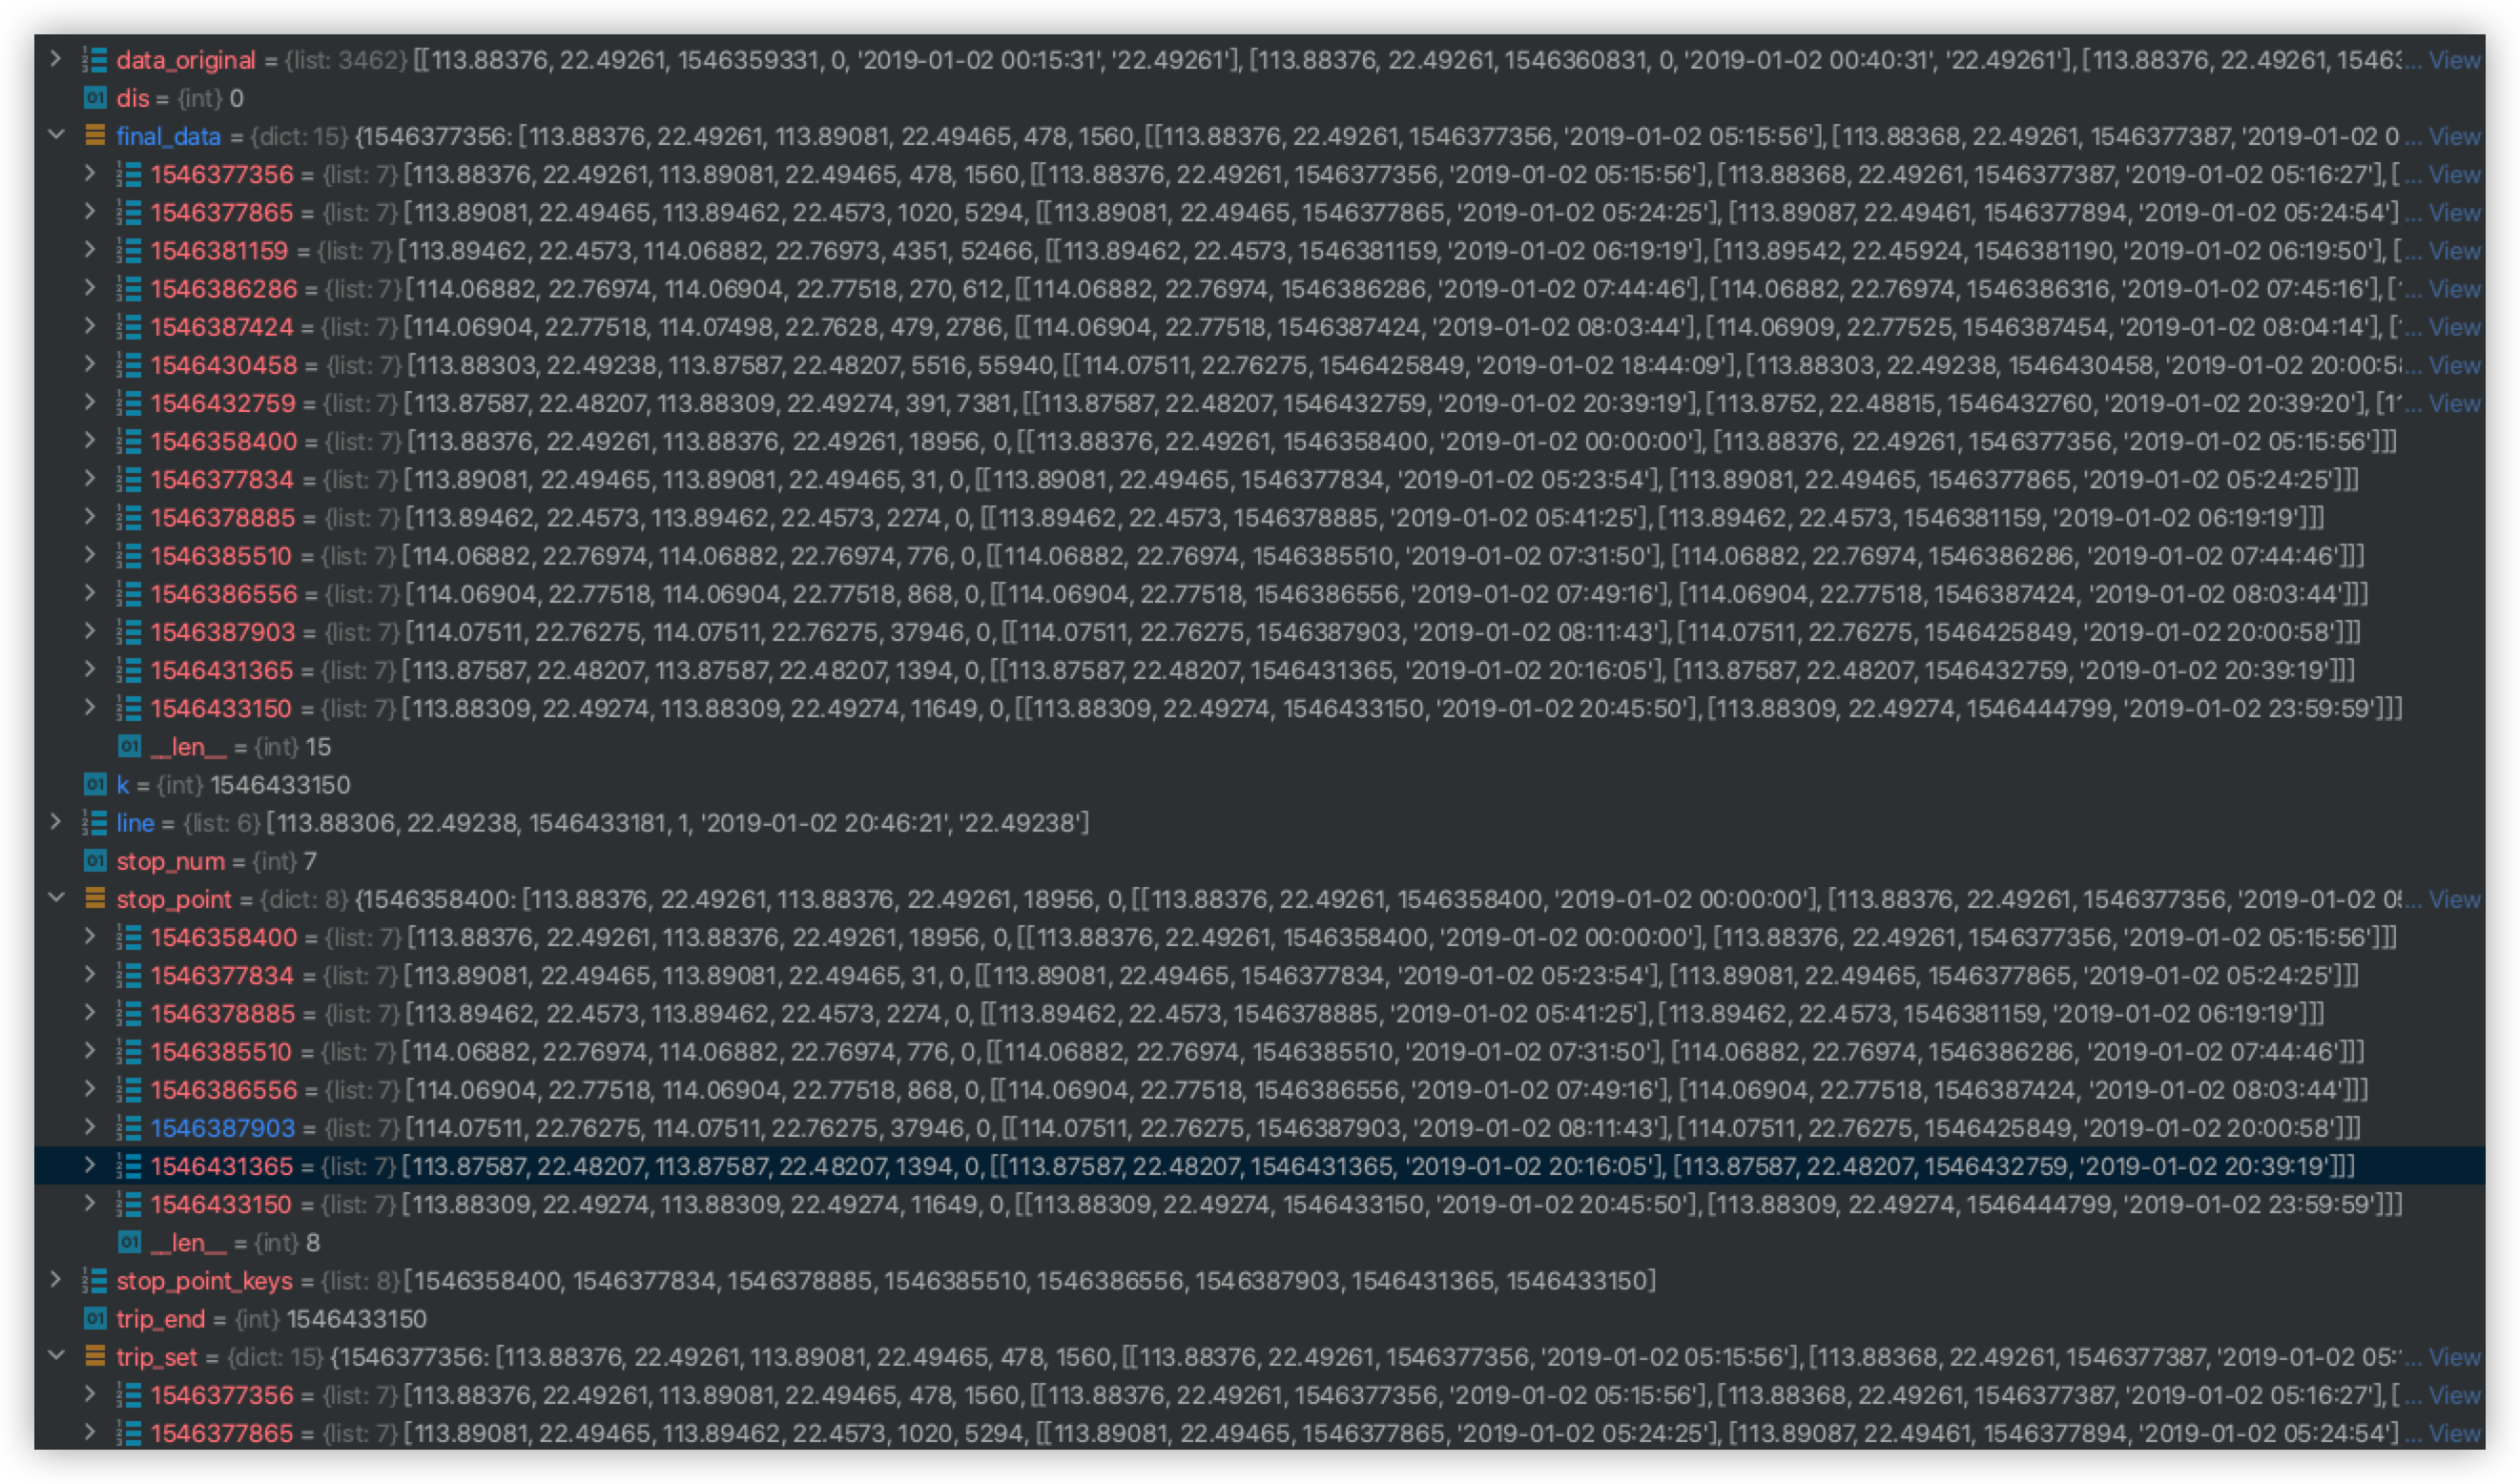 data_original = {list: 3462} [[113.88376, 22.49261, 1546359331, 0, '2019-01-02 00:15:31', '22.49261'], [113.88376, 22.49261, 1546360831, 0, '2019-01-02 00:40:31', '22.49261'], [113.88376, 22.49261, 15463... View
01 dis = {int} 0
final_data = {dict: 15} {1546377356: [113.88376, 22.49261, 113.89081, 22.49465, 478, 1560, [[113.88376, 22.49261, 1546377356, '2019-01-02 05:15:56'], [113.88368, 22.49261, 1546377387, '2019-01-02 0... View
1546377356 = {list: 7} [113.88376, 22.49261, 113.89081, 22.49465, 478, 1560, [[113.88376, 22.49261, 1546377356, '2019-01-02 05:15:56'], [113.88368, 22.49261, 1546377387, '2019-01-02 05:16:27'], [... View
1546377865 = {list: 7} [113.89081, 22.49465, 113.89462, 22.4573, 1020, 5294, [[113.89081, 22.49465, 1546377865, '2019-01-02 05:24:25'], [113.89087, 22.49461, 1546377894, '2019-01-02 05:24:54'] ... View
1546381159 = {list: 7} [113.89462, 22.4573, 114.06882, 22.76973, 4351, 52466, [[113.89462, 22.4573, 1546381159, '2019-01-02 06:19:19'], [113.89542, 22.45924, 1546381190, '2019-01-02 06:19:50'], [... View
1546386286 = {list: 7} [114.06882, 22.76974, 114.06904, 22.77518, 270, 612, [[114.06882, 22.76974, 1546386286, '2019-01-02 07:44:46'], [114.06882, 22.76974, 1546386316, '2019-01-02 07:45:16'], [... View
1546387424 = {list: 7} [114.06904, 22.77518, 114.07498, 22.7628, 479, 2786, [[114.06904, 22.77518, 1546387424, '2019-01-02 08:03:44'], [114.06909, 22.77525, 1546387454, '2019-01-02 08:04:14'], [... View
1546430458 = {list: 7} [113.88303, 22.49238, 113.87587, 22.48207, 5516, 55940, [[114.07511, 22.76275, 1546425849, '2019-01-02 18:44:09'], [113.88303, 22.49238, 1546430458, '2019-01-02 20:00:58... View
1546432759 = {list: 7} [113.87587, 22.48207, 113.88309, 22.49274, 391, 7381, [[113.87587, 22.48207, 1546432759, '2019-01-02 20:39:19'], [113.8752, 22.48815, 1546432760, '2019-01-02 20:39:20'], [1... View
1546358400 = {list: 7} [113.88376, 22.49261, 113.88376, 22.49261, 18956, 0, [[113.88376, 22.49261, 1546358400, '2019-01-02 00:00:00'], [113.88376, 22.49261, 1546377356, '2019-01-02 05:15:56']]]
1546377834 = {list: 7} [113.89081, 22.49465, 113.89081, 22.49465, 31, 0, [[113.89081, 22.49465, 1546377834, '2019-01-02 05:23:54'], [113.89081, 22.49465, 1546377865, '2019-01-02 05:24:25']]]
1546378885 = {list: 7} [113.89462, 22.4573, 113.89462, 22.4573, 2274, 0, [[113.89462, 22.4573, 1546378885, '2019-01-02 05:41:25'], [113.89462, 22.4573, 1546381159, '2019-01-02 06:19:19']]]
1546385510 = {list: 7} [114.06882, 22.76974, 114.06882, 22.76974, 776, 0, [[114.06882, 22.76974, 1546385510, '2019-01-02 07:31:50'], [114.06882, 22.76974, 1546386286, '2019-01-02 07:44:46']]]
1546386556 = {list: 7} [114.06904, 22.77518, 114.06904, 22.77518, 868, 0, [[114.06904, 22.77518, 1546386556, '2019-01-02 07:49:16'], [114.06904, 22.77518, 1546387424, '2019-01-02 08:03:44']]]
1546387903 = {list: 7} [114.07511, 22.76275, 114.07511, 22.76275, 37946, 0, [[114.07511, 22.76275, 1546387903, '2019-01-02 08:11:43'], [114.07511, 22.76275, 1546425849, '2019-01-02 20:00:58']]]
1546431365 = {list: 7} [113.87587, 22.48207, 113.87587, 22.48207, 1394, 0, [[113.87587, 22.48207, 1546431365, '2019-01-02 20:16:05'], [113.87587, 22.48207, 1546432759, '2019-01-02 20:39:19']]]
1546433150 = {list: 7} [113.88309, 22.49274, 113.88309, 22.49274, 11649, 0, [[113.88309, 22.49274, 1546433150, '2019-01-02 20:45:50'], [113.88309, 22.49274, 1546444799, '2019-01-02 23:59:59']]]
01 __len__ = {int} 15
01 k = {int} 1546433150
line = {list: 6} [113.88306, 22.49238, 1546433181, 1, '2019-01-02 20:46:21', '22.49238']
01 stop_num = {int} 7
stop_point = {dict: 8} {1546358400: [113.88376, 22.49261, 113.88376, 22.49261, 18956, 0, [[113.88376, 22.49261, 1546358400, '2019-01-02 00:00:00'], [113.88376, 22.49261, 1546377356, '2019-01-02 05... View
1546358400 = {list: 7} [113.88376, 22.49261, 113.88376, 22.49261, 18956, 0, [[113.88376, 22.49261, 1546358400, '2019-01-02 00:00:00'], [113.88376, 22.49261, 1546377356, '2019-01-02 05:15:56']]]
1546377834 = {list: 7} [113.89081, 22.49465, 113.89081, 22.49465, 31, 0, [[113.89081, 22.49465, 1546377834, '2019-01-02 05:23:54'], [113.89081, 22.49465, 1546377865, '2019-01-02 05:24:25']]]
1546378885 = {list: 7} [113.89462, 22.4573, 113.89462, 22.4573, 2274, 0, [[113.89462, 22.4573, 1546378885, '2019-01-02 05:41:25'], [113.89462, 22.4573, 1546381159, '2019-01-02 06:19:19']]]
1546385510 = {list: 7} [114.06882, 22.76974, 114.06882, 22.76974, 776, 0, [[114.06882, 22.76974, 1546385510, '2019-01-02 07:31:50'], [114.06882, 22.76974, 1546386286, '2019-01-02 07:44:46']]]
1546386556 = {list: 7} [114.06904, 22.77518, 114.06904, 22.77518, 868, 0, [[114.06904, 22.77518, 1546386556, '2019-01-02 07:49:16'], [114.06904, 22.77518, 1546387424, '2019-01-02 08:03:44']]]
1546387903 = {list: 7} [114.07511, 22.76275, 114.07511, 22.76275, 37946, 0, [[114.07511, 22.76275, 1546387903, '2019-01-02 08:11:43'], [114.07511, 22.76275, 1546425849, '2019-01-02 20:00:58']]]
1546431365 = {list: 7} [113.87587, 22.48207, 113.87587, 22.48207, 1394, 0, [[113.87587, 22.48207, 1546431365, '2019-01-02 20:16:05'], [113.87587, 22.48207, 1546432759, '2019-01-02 20:39:19']]]
1546433150 = {list: 7} [113.88309, 22.49274, 113.88309, 22.49274, 11649, 0, [[113.88309, 22.49274, 1546433150, '2019-01-02 20:45:50'], [113.88309, 22.49274, 1546444799, '2019-01-02 23:59:59']]]
01 __len__ = {int} 8
stop_point_keys = {list: 8} [1546358400, 1546377834, 1546378885, 1546385510, 1546386556, 1546387903, 1546431365, 1546433150]
01 trip_end = {int} 1546433150
trip_set = {dict: 15} {1546377356: [113.88376, 22.49261, 113.89081, 22.49465, 478, 1560, [[113.88376, 22.49261, 1546377356, '2019-01-02 05:15:56'], [113.88368, 22.49261, 1546377387, '2019-01-02 05:... View
1546377356 = {list: 7} [113.88376, 22.49261, 113.89081, 22.49465, 478, 1560, [[113.88376, 22.49261, 1546377356, '2019-01-02 05:15:56'], [113.88368, 22.49261, 1546377387, '2019-01-02 05:16:27'], [... View
1546377865 = {list: 7} [113.89081, 22.49465, 113.89462, 22.4573, 1020, 5294, [[113.89081, 22.49465, 1546377865, '2019-01-02 05:24:25'], [113.89087, 22.49461, 1546377894, '2019-01-02 05:24:54'] ... View